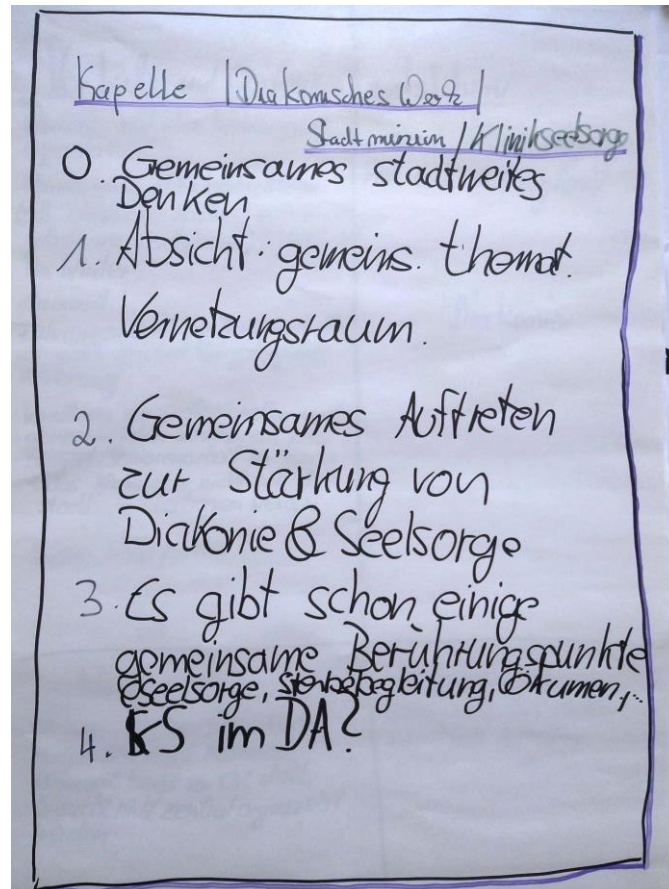 Kapelle | Diakonisches Werk |
Stadtmission / Klinikseelsorge
0. Gemeinsames stadtweites
Denken
1. Absicht: gemeins. themat.
Vernetzungsraum.
2. Gemeinsames Auftreten
zur Stärkung von
Diakonie & Seelsorge
3. Es gibt schon einige
gemeinsame Berührungspunkte
Seelsorge, Sterbebegleitung, Ökumen,...
4. KS im DA?